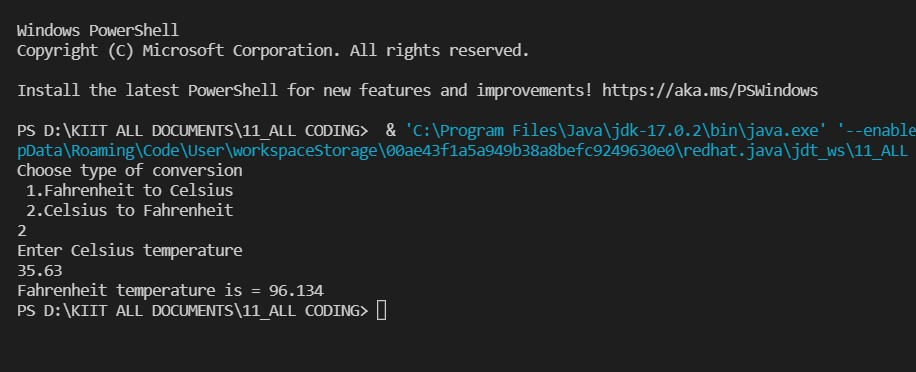 Windows PowerShell
Copyright (C) Microsoft Corporation. All rights reserved.
Install the latest PowerShell for new features and improvements! https://aka.ms/PSWindows
PS D:\KIIT ALL DOCUMENTS\11_ALL CODING>  & 'C:\Program Files\Java\jdk-17.0.2\bin\java.exe' '--enable
pData\Roaming\Code\User\workspaceStorage\00ae43f1a5a949b38a8befc9249630e0\redhat.java\jdt_ws\11_ALL
Choose type of conversion
 1.Fahrenheit to Celsius
 2.Celsius to Fahrenheit
2
Enter Celsius temperature
35.63
Fahrenheit temperature is = 96.134
PS D:\KIIT ALL DOCUMENTS\11_ALL CODING>